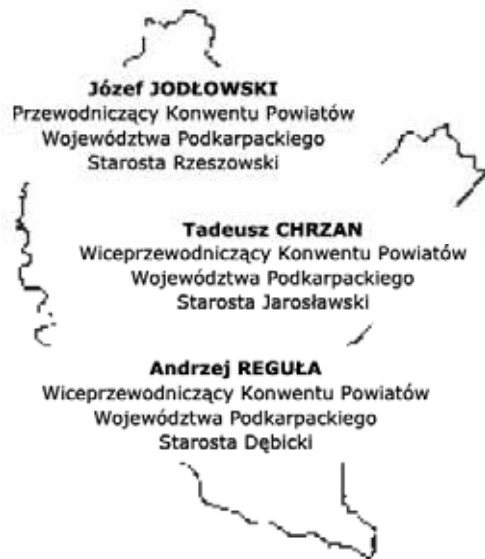 Józef JODŁOWSKI
Przewodniczący Konwentu Powiatów
Województwa Podkarpackiego
Starosta Rzeszowski
Tadeusz CHRZAN
Wiceprzewodniczący Konwentu Powiatów
Województwa Podkarpackiego
Starosta Jarosławski
Andrzej REGUŁA
Wiceprzewodniczący Konwentu Powiatów
Województwa Podkarpackiego
Starosta Dębicki